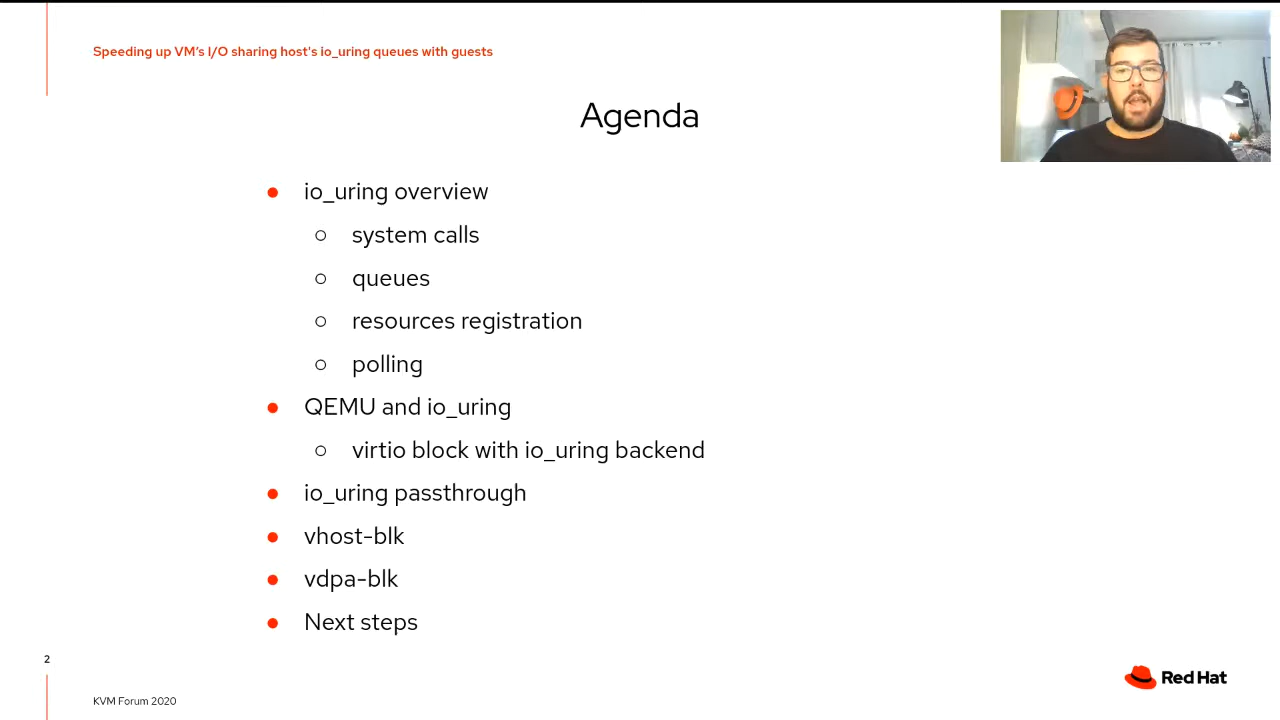 Speeding up VM’s I/O sharing host's io_uring queues with guests
Agenda
io_uring overview
system calls
queues
resources registration
polling
QEMU and io_uring
virtio block with io_uring backend
io_uring passthrough
vhost-blk
vdpa-blk
Next steps
2
Red Hat
KVM Forum 2020